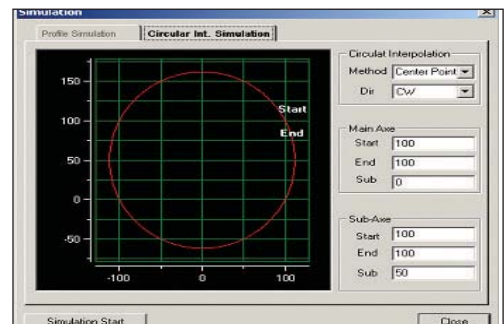 Simulation
Profile Simulation Circular Int. Simulation
Circulat Interpolation
Method Center Point
Dir CW
Main Axe
Start 100
End 100
Sub 0
Sub-Axe
Start 100
End 100
Sub 50
150
100
50
0
-50
-100 0 100
Start
End
Simulation Start Close